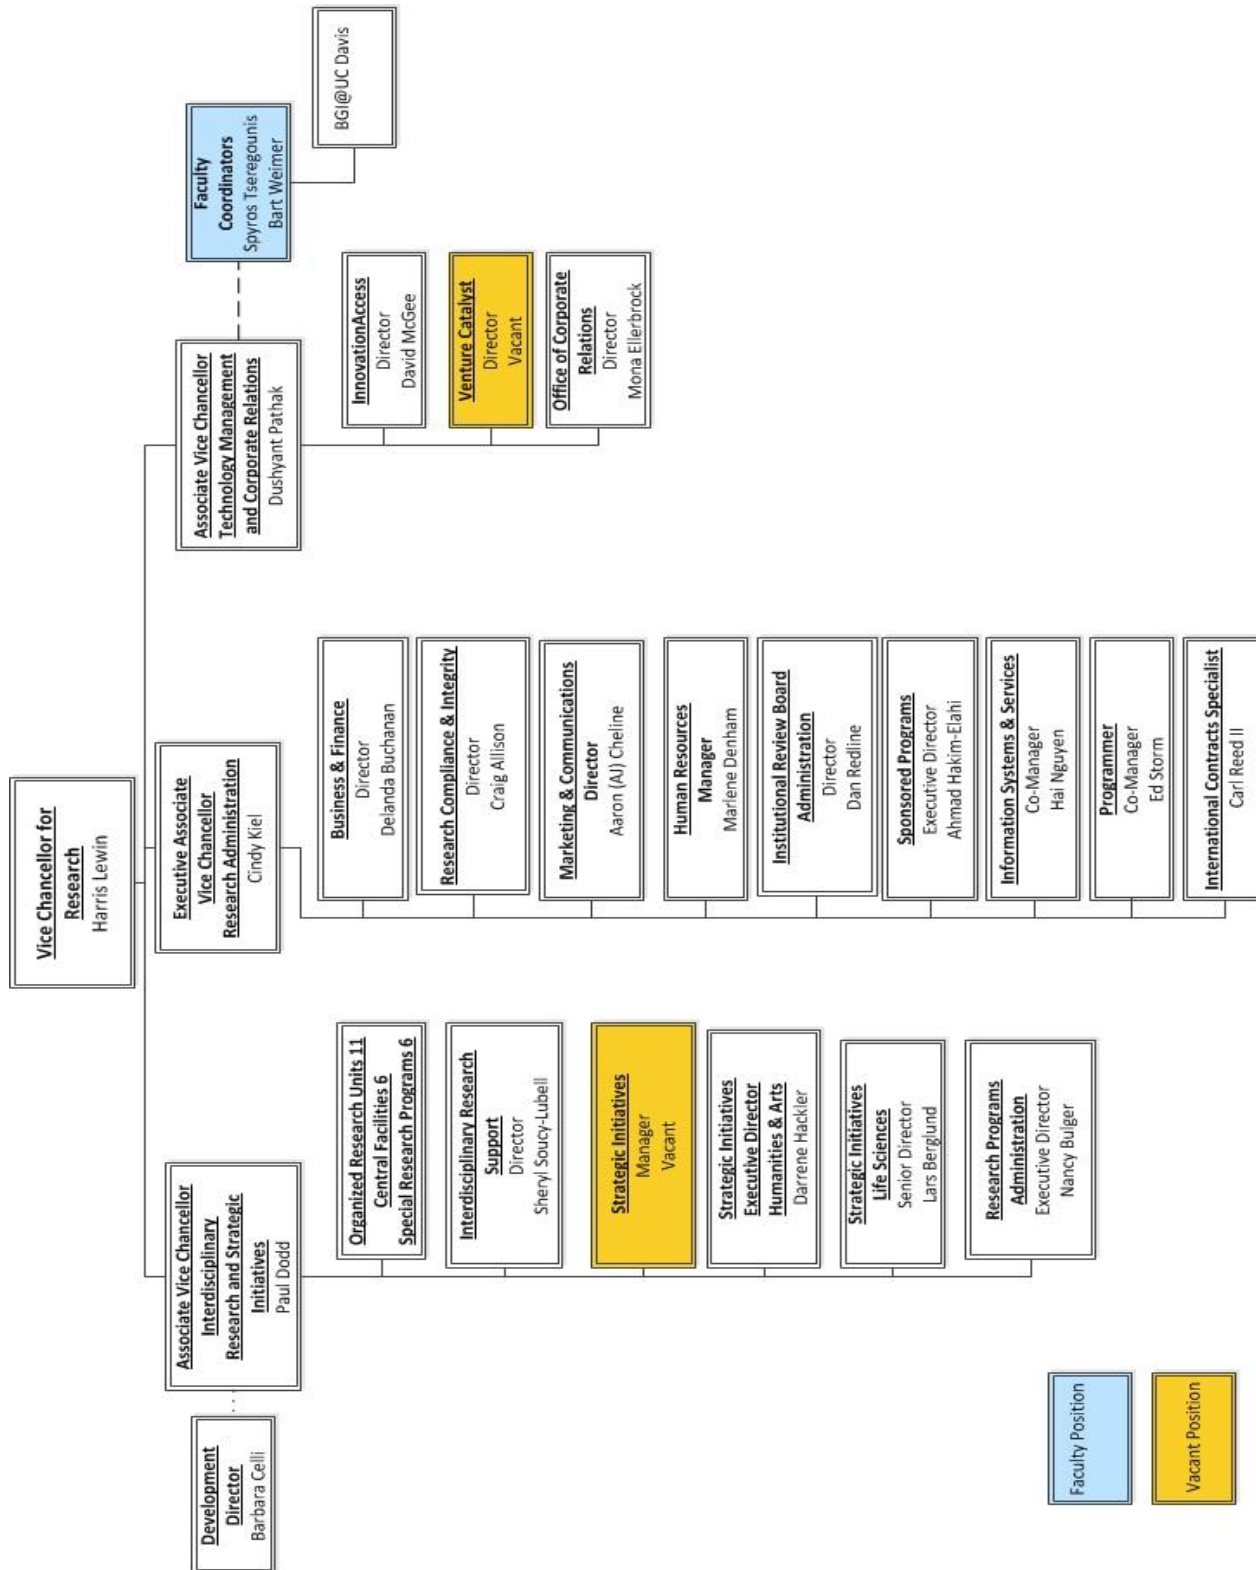 Vice Chancellor for
Research
Harris Lewin
Development
Director
Barbara Celli
Associate Vice Chancellor
Interdisciplinary
Research and Strategic
Initiatives
Paul Dodd
Executive Associate
Vice Chancellor
Research Administration
Cindy Kiel
Associate Vice Chancellor
Technology Management
and Corporate Relations
Dushyant Pathak
Faculty
Coordinators
Spyros Tseregounis
Bart Weimer
BGI@UC Davis
Organized Research Units 11
Central Facilities 6
Special Research Programs 6
Interdisciplinary Research
Support
Director
Sheryl Soucy-Lubell
Strategic Initiatives
Manager
Vacant
Strategic Initiatives
Executive Director
Humanities & Arts
Darrene Hackler
Strategic Initiatives
Life Sciences
Senior Director
Lars Berglund
Research Programs
Administration
Executive Director
Nancy Bulger
Business & Finance
Director
Delanda Buchanan
Research Compliance & Integrity
Director
Craig Allison
Marketing & Communications
Director
Aaron (AJ) Cheline
Human Resources
Manager
Marlene Denham
Institutional Review Board
Administration
Director
Dan Redline
Sponsored Programs
Executive Director
Ahmad Hakim-Elahi
Information Systems & Services
Co-Manager
Hai Nguyen
Programmer
Co-Manager
Ed Storm
International Contracts Specialist
Carl Reed II
InnovationAccess
Director
David McGee
Venture Catalyst
Director
Vacant
Office of Corporate
Relations
Director
Mona Ellerbrock
Faculty Position
Vacant Position